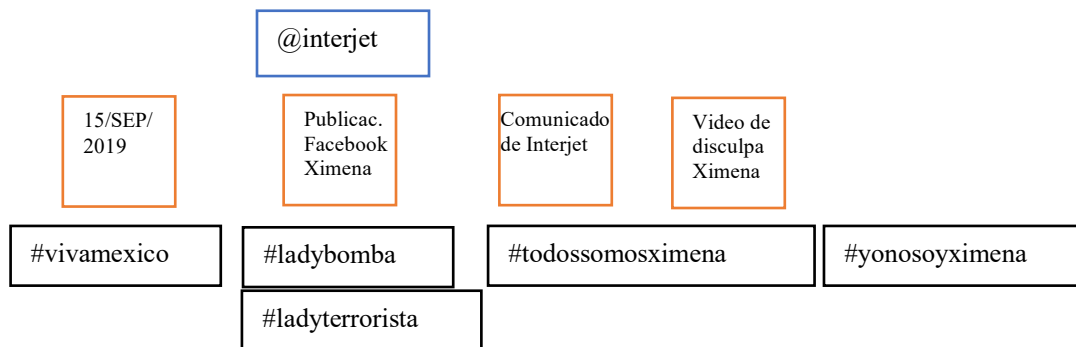 @interjet
15/SEP/
2019
Publicac.
Facebook
Ximena
Comunicado
de Interjet
Video de
disculpa
Ximena
#vivamexico
#ladybomba
#todossomosximena
#yonosoyximena
#ladyterrorista